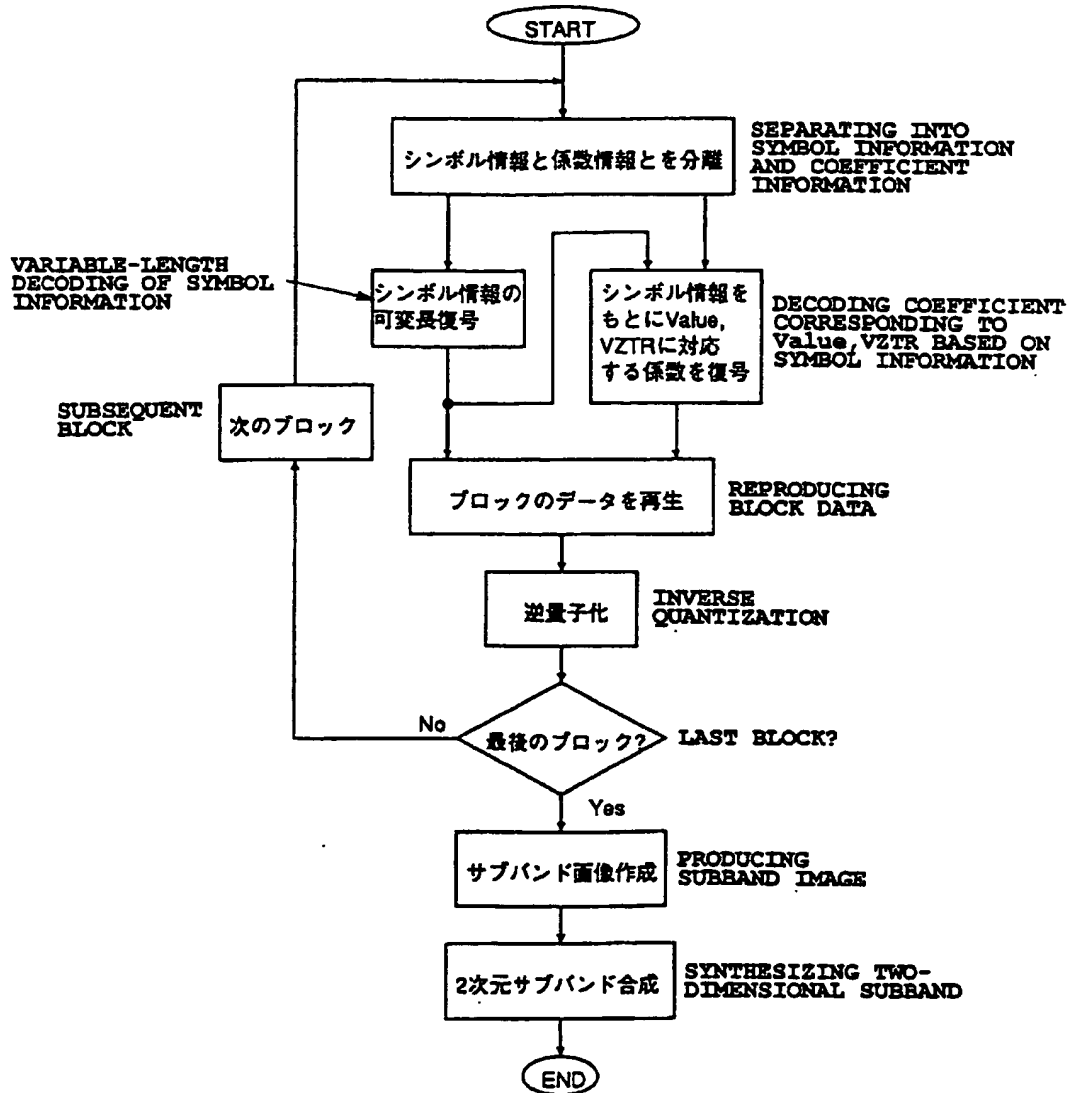 START
シンボル情報と係数情報とを分離
SEPARATING INTO
SYMBOL INFORMATION
AND COEFFICIENT
INFORMATION
VARIABLE-LENGTH
DECODING OF SYMBOL
INFORMATION
シンボル情報の
可変長復号
シンボル情報を
もとにValue,
VZTRに対応
する係数を復号
DECODING COEFFICIENT
CORRESPONDING TO
Value,VZTR BASED ON
SYMBOL INFORMATION
SUBSEQUENT
BLOCK
次のブロック
ブロックのデータを再生
REPRODUCING
BLOCK DATA
逆量子化
INVERSE
QUANTIZATION
No
最後のブロック?
LAST BLOCK?
Yes
サブバンド画像作成
PRODUCING
SUBBAND IMAGE
2次元サブバンド合成
SYNTHESIZING TWO-
DIMENSIONAL SUBBAND
END